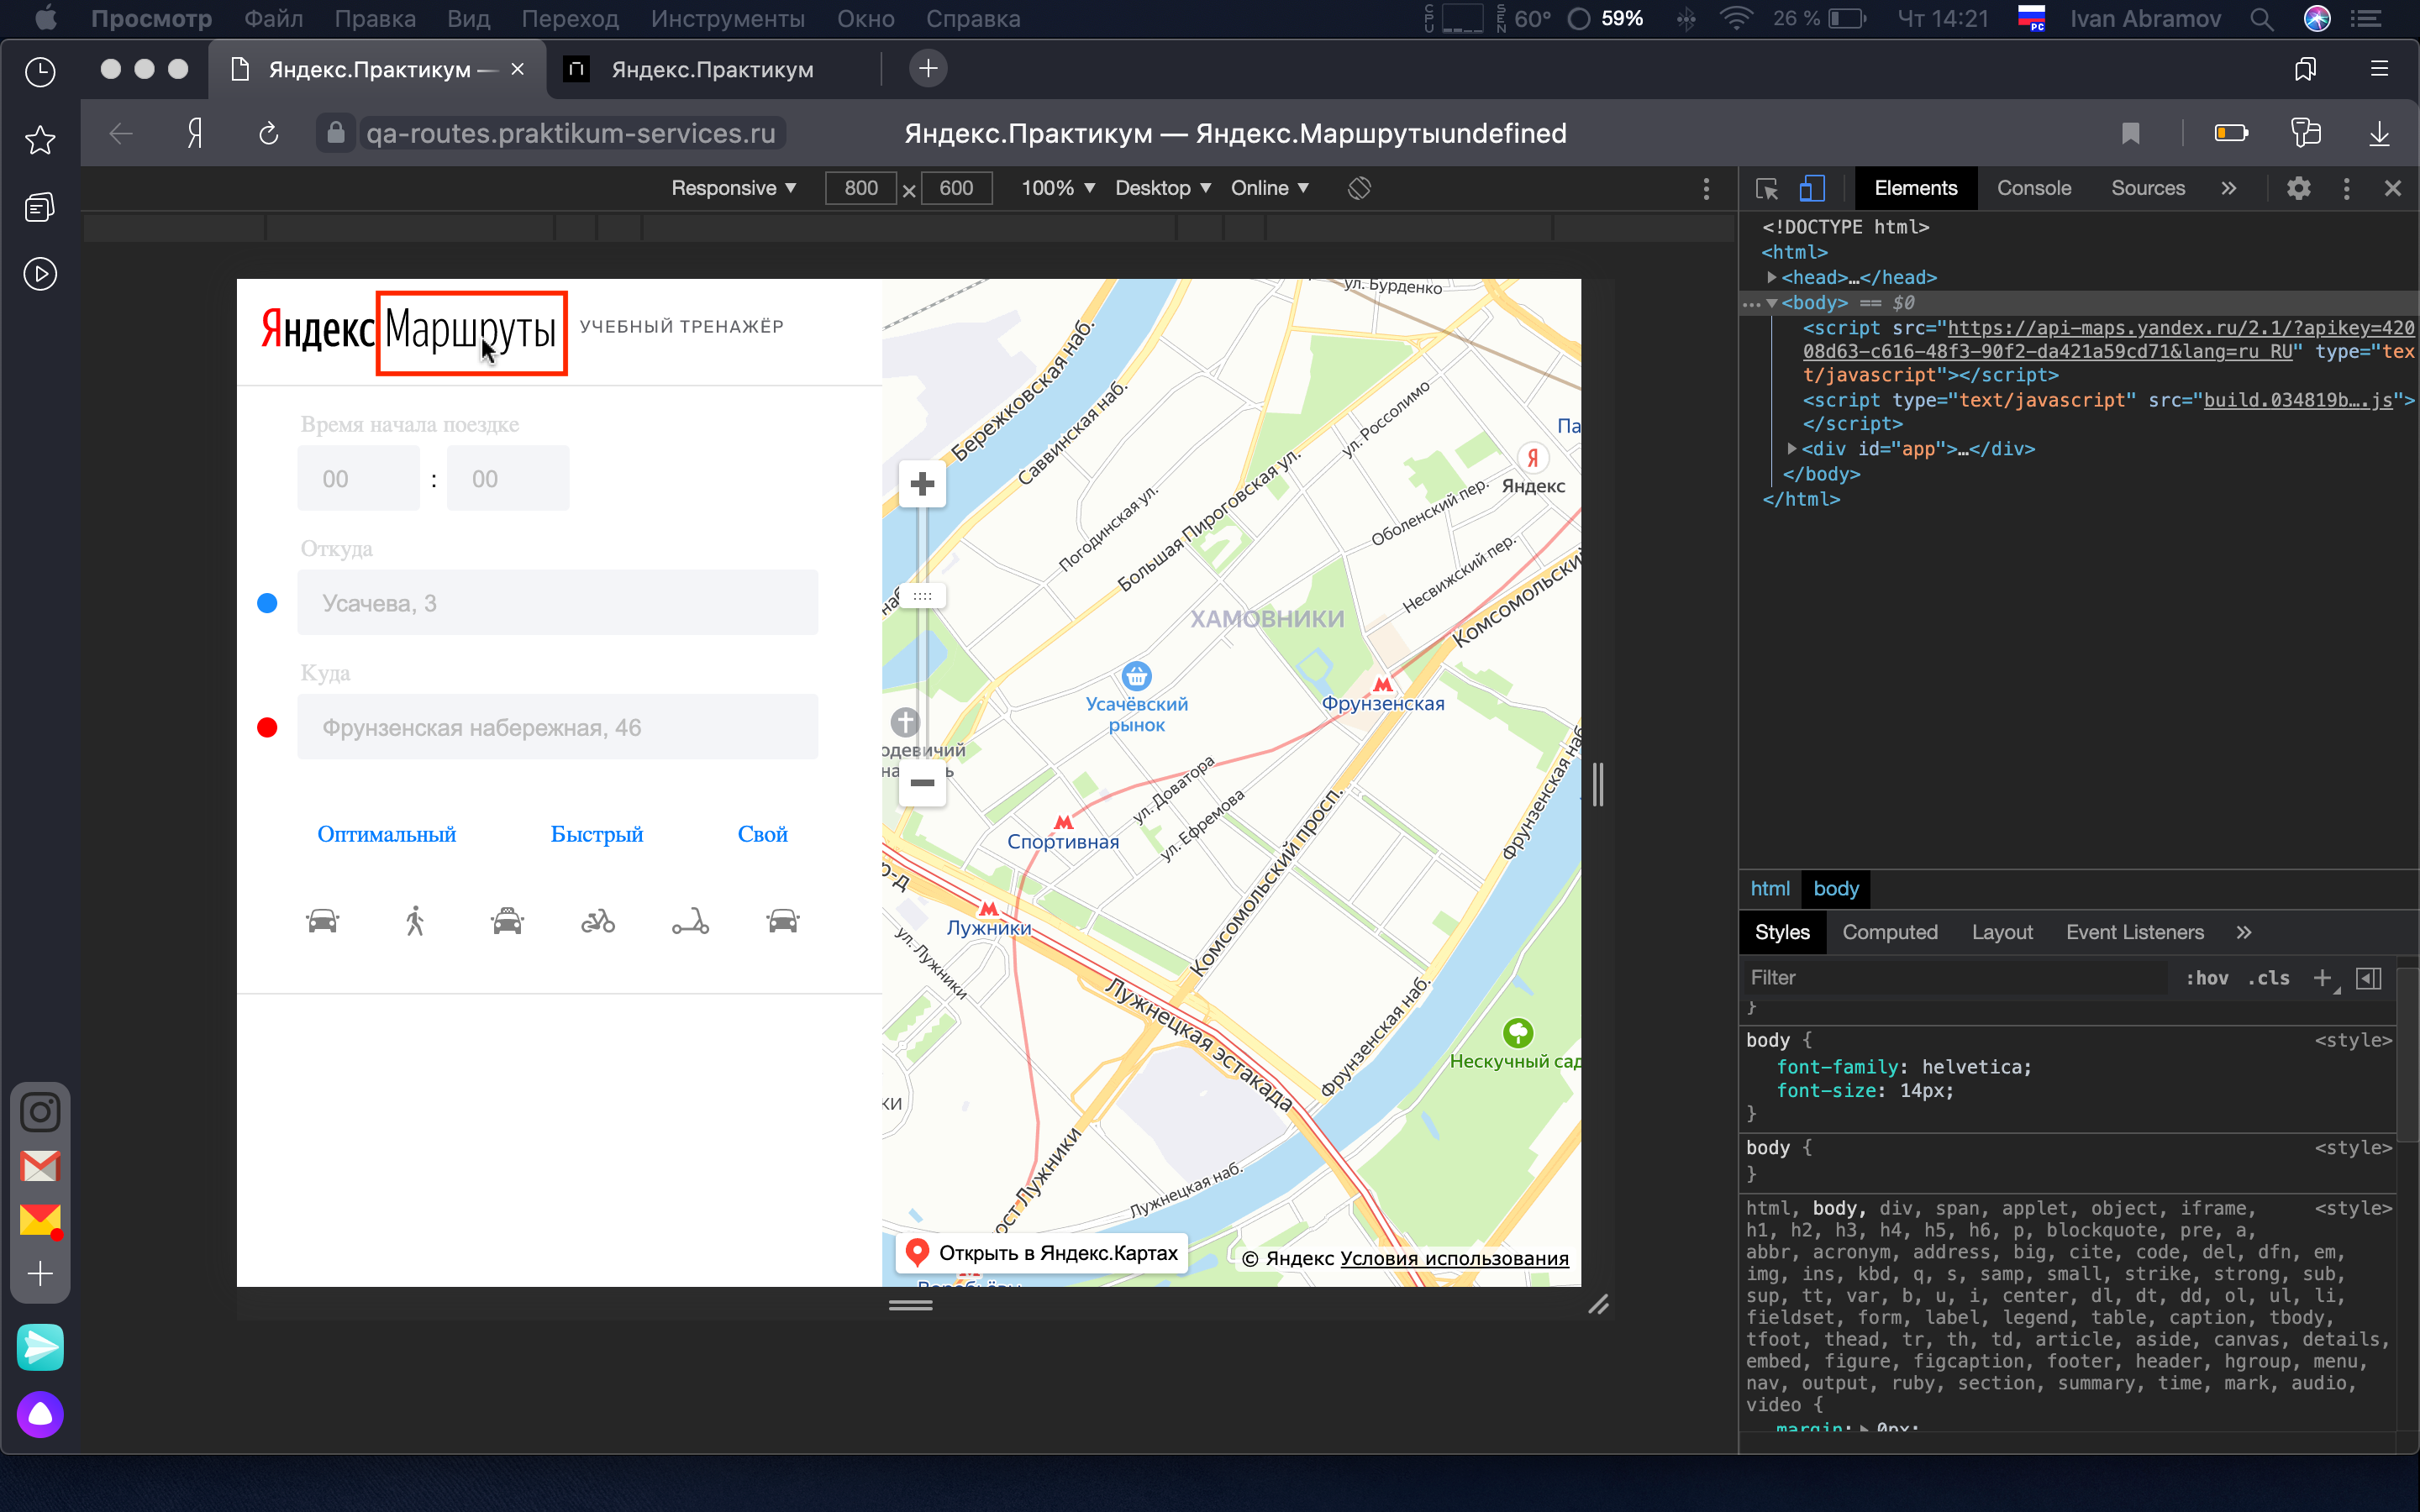 Просмотр Файл Правка Вид Переход Инструменты Окно Справка
CPU SEN 60° 59% 26 % Чт 14:21 PC Ivan Abramov
Яндекс.Практикум —
Яндекс.Практикум
qa-routes.praktikum-services.ru
Яндекс.Практикум — Яндекс.Маршрутыundefined
Responsive ▼ 800 × 600 100% ▼ Desktop ▼ Online ▼
Elements Console Sources »
Яндекс Маршруты УЧЕБНЫЙ ТРЕНАЖЁР
Время начала поездке
00 : 00
Откуда
Усачева, 3
Куда
Фрунзенская набережная, 46
Оптимальный Быстрый Свой
ул. Бурденко
Бережковская наб.
Саввинская наб.
ул. Россолимо
Па
Я
Яндекс
Погодинская ул.
Большая Пироговская ул.
Оболенский пер.
Несвижский пер.
Комсомольский
наб
ХАМОВНИКИ
Усачёвский
рынок
Фрунзенская
одевичий
на ь
ул. Доватора
ул. Ефремова
Спортивная
Комсомольский просп.
Фрунзенская наб
р-д
Лужники
ул. Лужники
Лужнецкая эстакада
Фрунзенская наб.
Нескучный сад
ки
ост Лужники
Лужнецкая наб.
Открыть в Яндекс.Картах
© Яндекс Условия использования
<!DOCTYPE html>
<html>
<head>…</head>
<body> == $0
<script src="https://api-maps.yandex.ru/2.1/?apikey=420
08d63-c616-48f3-90f2-da421a59cd71&lang=ru_RU" type="tex
t/javascript"></script>
<script type="text/javascript" src="build.034819b….js">
</script>
<div id="app">…</div>
</body>
</html>
html body
Styles Computed Layout Event Listeners »
Filter :hov .cls +
}
body { <style>
font-family: helvetica;
font-size: 14px;
}
body { <style>
}
html, body, div, span, applet, object, iframe, <style>
h1, h2, h3, h4, h5, h6, p, blockquote, pre, a,
abbr, acronym, address, big, cite, code, del, dfn, em,
img, ins, kbd, q, s, samp, small, strike, strong, sub,
sup, tt, var, b, u, i, center, dl, dt, dd, ol, ul, li,
fieldset, form, label, legend, table, caption, tbody,
tfoot, thead, tr, th, td, article, aside, canvas, details,
embed, figure, figcaption, footer, header, hgroup, menu,
nav, output, ruby, section, summary, time, mark, audio,
video {
margin: 0px;